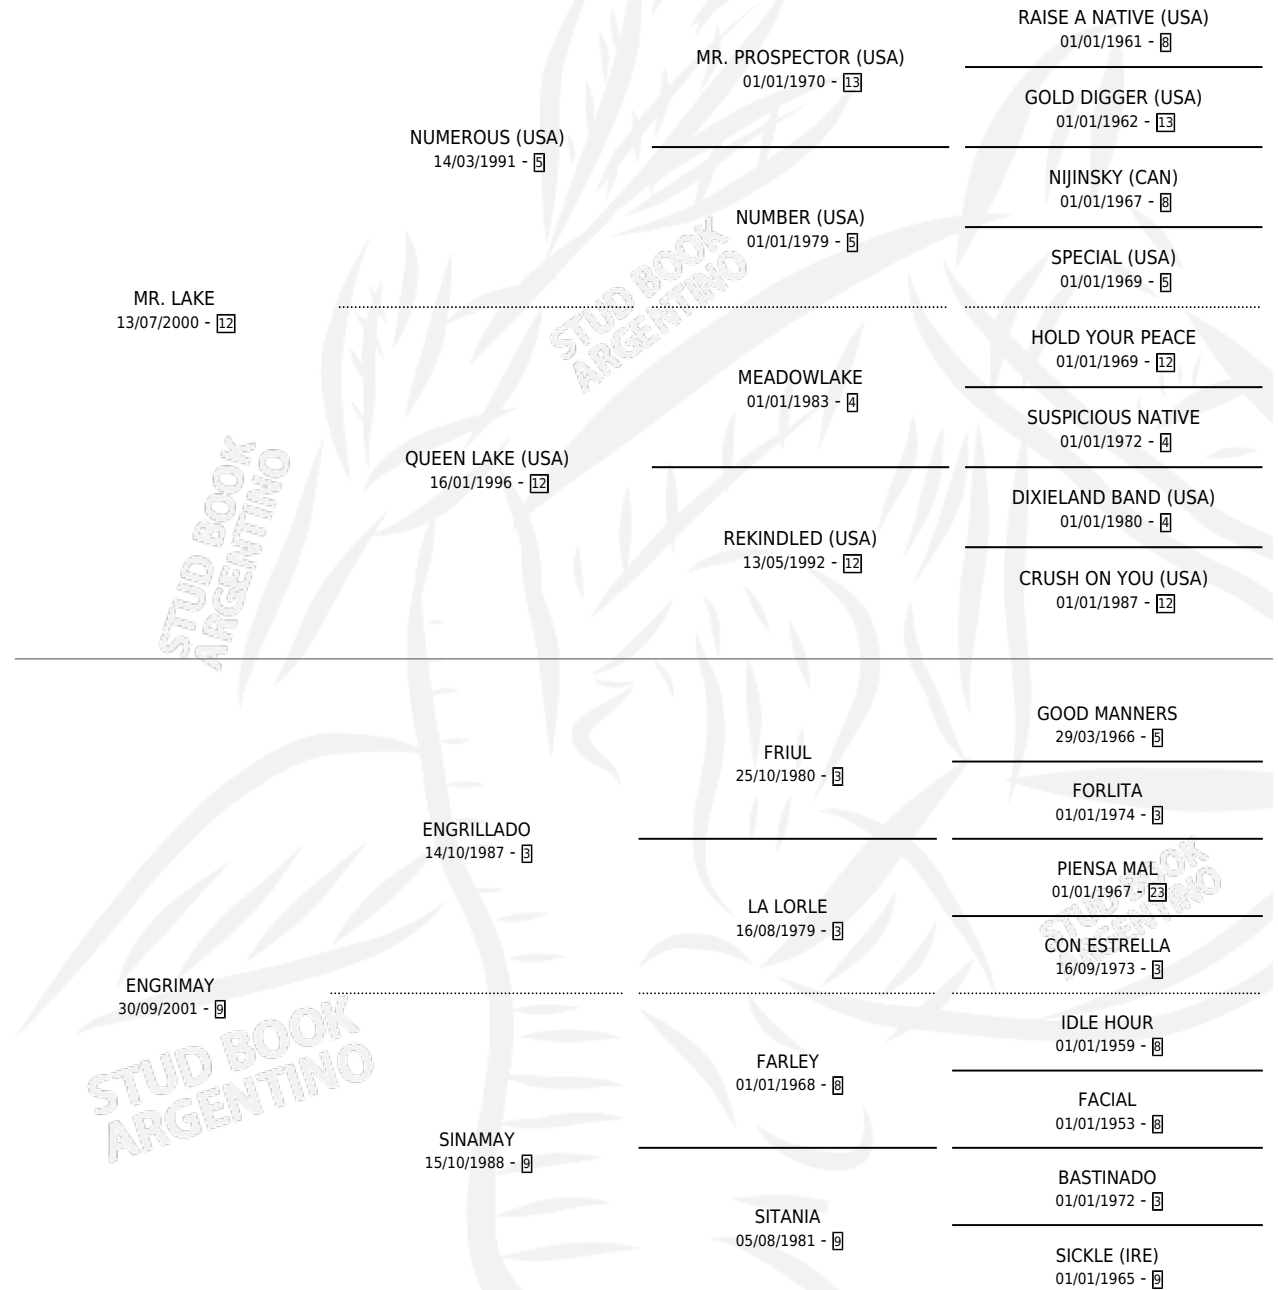 RAISE A NATIVE (USA)
01/01/1961 - 8
MR. PROSPECTOR (USA)
01/01/1970 - 13
GOLD DIGGER (USA)
01/01/1962 - 13
NUMEROUS (USA)
14/03/1991 - 5
NIJINSKY (CAN)
01/01/1967 - 8
NUMBER (USA)
01/01/1979 - 5
SPECIAL (USA)
01/01/1969 - 5
STUD BOOK
ARGENTINO
MR. LAKE
13/07/2000 - 12
HOLD YOUR PEACE
01/01/1969 - 12
MEADOWLAKE
01/01/1983 - 4
SUSPICIOUS NATIVE
01/01/1972 - 4
QUEEN LAKE (USA)
16/01/1996 - 12
DIXIELAND BAND (USA)
01/01/1980 - 4
REKINDLED (USA)
13/05/1992 - 12
CRUSH ON YOU (USA)
01/01/1987 - 12
STUD BOOK
ARGENTINO
GOOD MANNERS
29/03/1966 - 5
FRIUL
25/10/1980 - 3
FORLITA
01/01/1974 - 3
ENGRILLADO
14/10/1987 - 3
PIENSA MAL
01/01/1967 - 23
LA LORLE
16/08/1979 - 3
CON ESTRELLA
16/09/1973 - 3
STUD BOOK
ARGENTINO
ENGRIMAY
30/09/2001 - 9
IDLE HOUR
01/01/1959 - 8
FARLEY
01/01/1968 - 8
FACIAL
01/01/1953 - 8
STUD BOOK
ARGENTINO
SINAMAY
15/10/1988 - 9
BASTINADO
01/01/1972 - 3
SITANIA
05/08/1981 - 9
SICKLE (IRE)
01/01/1965 - 9